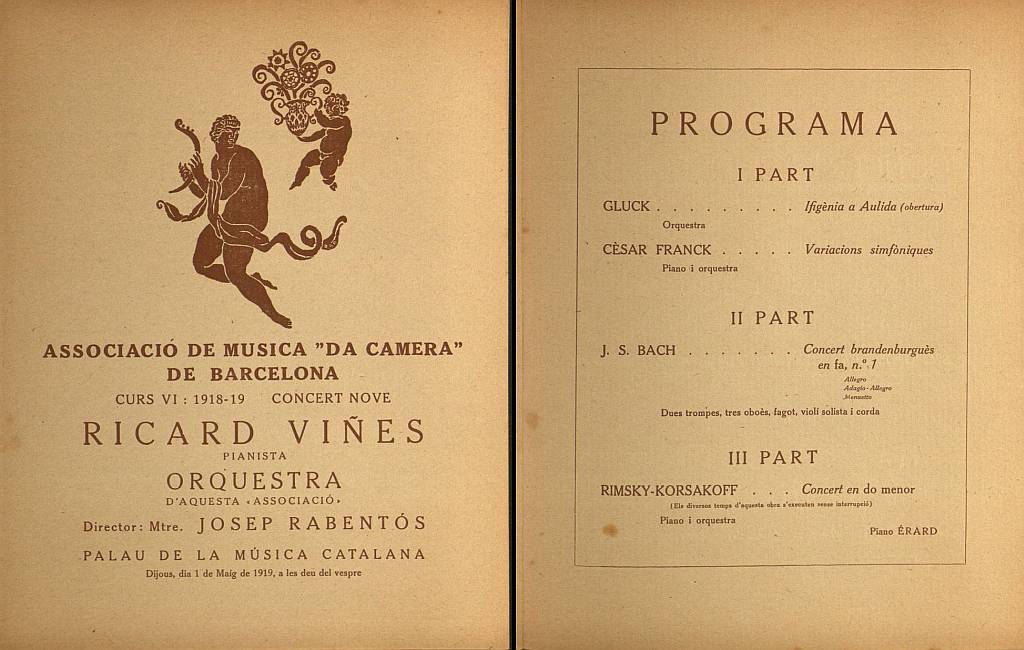 ASSOCIACIÓ DE MUSICA "DA CAMERA"
DE BARCELONA
CURS VI : 1918-19 CONCERT NOVE
RICARD VIÑES
PIANISTA
ORQUESTRA
D'AQUESTA «ASSOCIACIÓ»
Director: Mtre. JOSEP RABENTÓS
PALAU DE LA MÚSICA CATALANA
Dijous, dia 1 de Maig de 1919, a les deu del vespre
PROGRAMA
I PART
GLUCK . . . . . . . . . Ifigènia a Aulida (obertura)
Orquestra
CÈSAR FRANCK . . . . . Variacions simfòniques
Piano i orquestra
II PART
J. S. BACH . . . . . . . Concert brandenburguès
en fa, n.º 1
Allegro
Adagio-Allegro
Menuetto
Dues trompes, tres oboès, fagot, violí solista i corda
III PART
RIMSKY-KORSAKOFF . . . Concert en do menor
(Els diversos temps d'aquesta obra s'executen sense interrupció)
Piano i orquestra
Piano ÉRARD